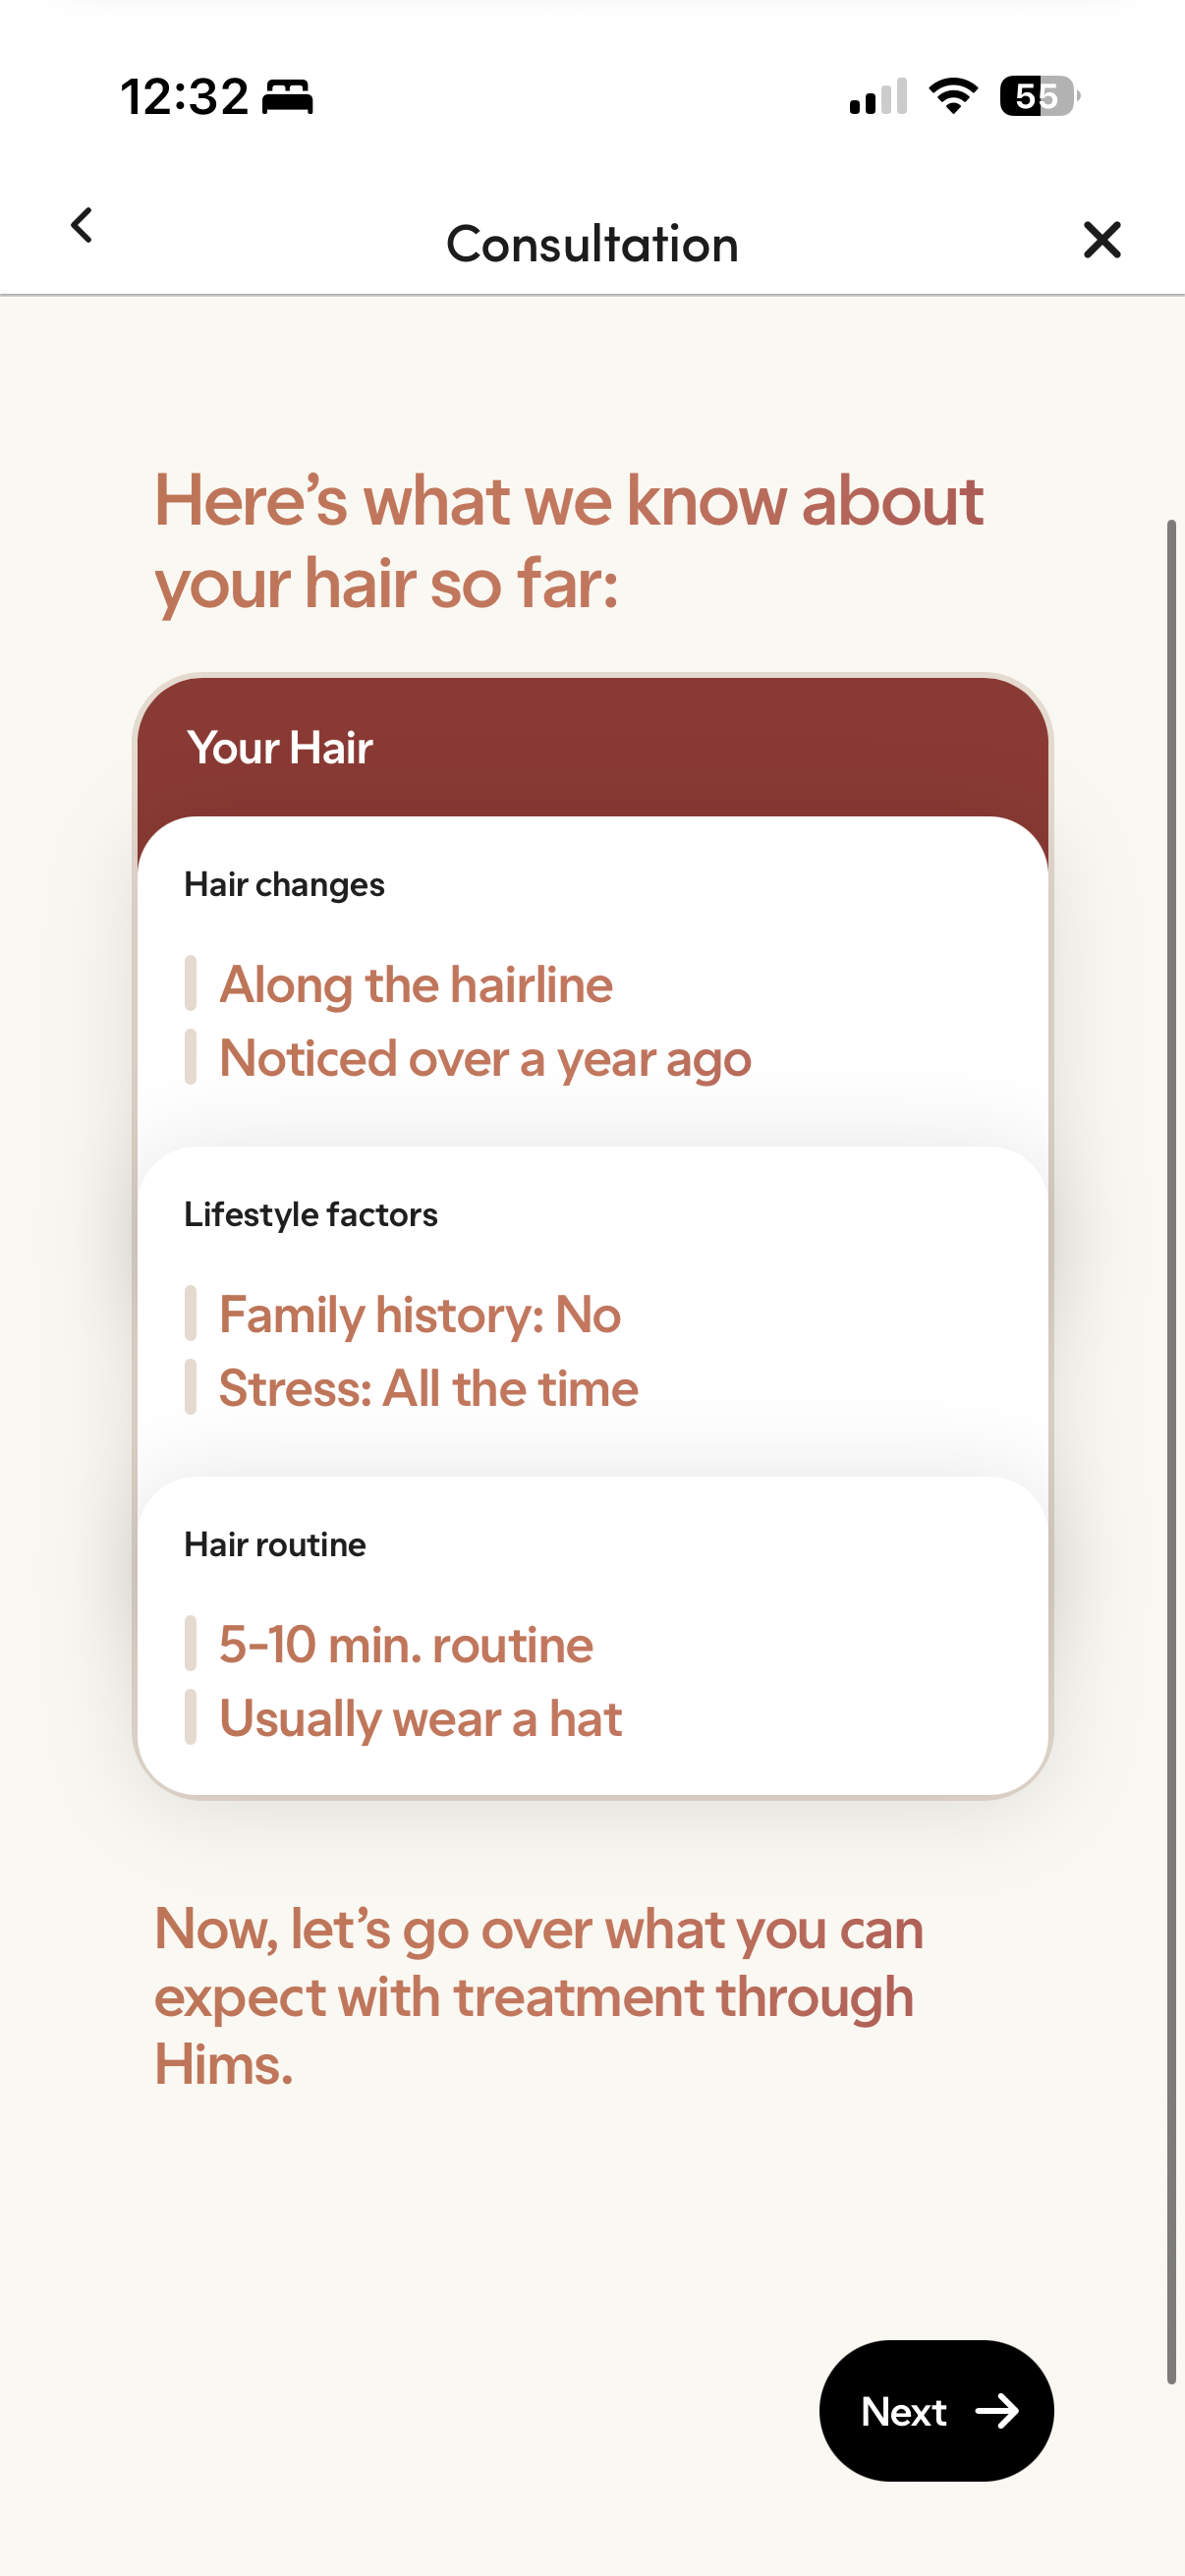 12:32
55
Consultation
Here’s what we know about
your hair so far:
Your Hair
Hair changes
Along the hairline
Noticed over a year ago
Lifestyle factors
Family history: No
Stress: All the time
Hair routine
5-10 min. routine
Usually wear a hat
Now, let’s go over what you can
expect with treatment through
Hims.
Next